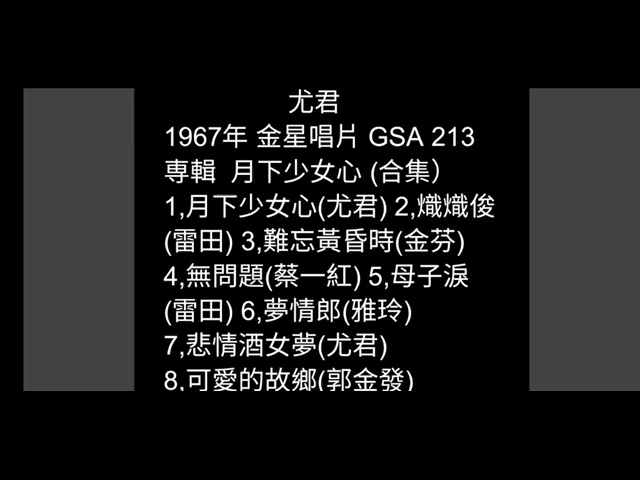 尤君
1967年 金星唱片 GSA 213
專輯 月下少女心 (合集）
1,月下少女心(尤君) 2,熾熾俊
(雷田) 3,難忘黃昏時(金芬)
4,無問題(蔡一紅) 5,母子淚
(雷田) 6,夢情郎(雅玲)
7,悲情酒女夢(尤君)
8,可愛的故鄉(郭金發)